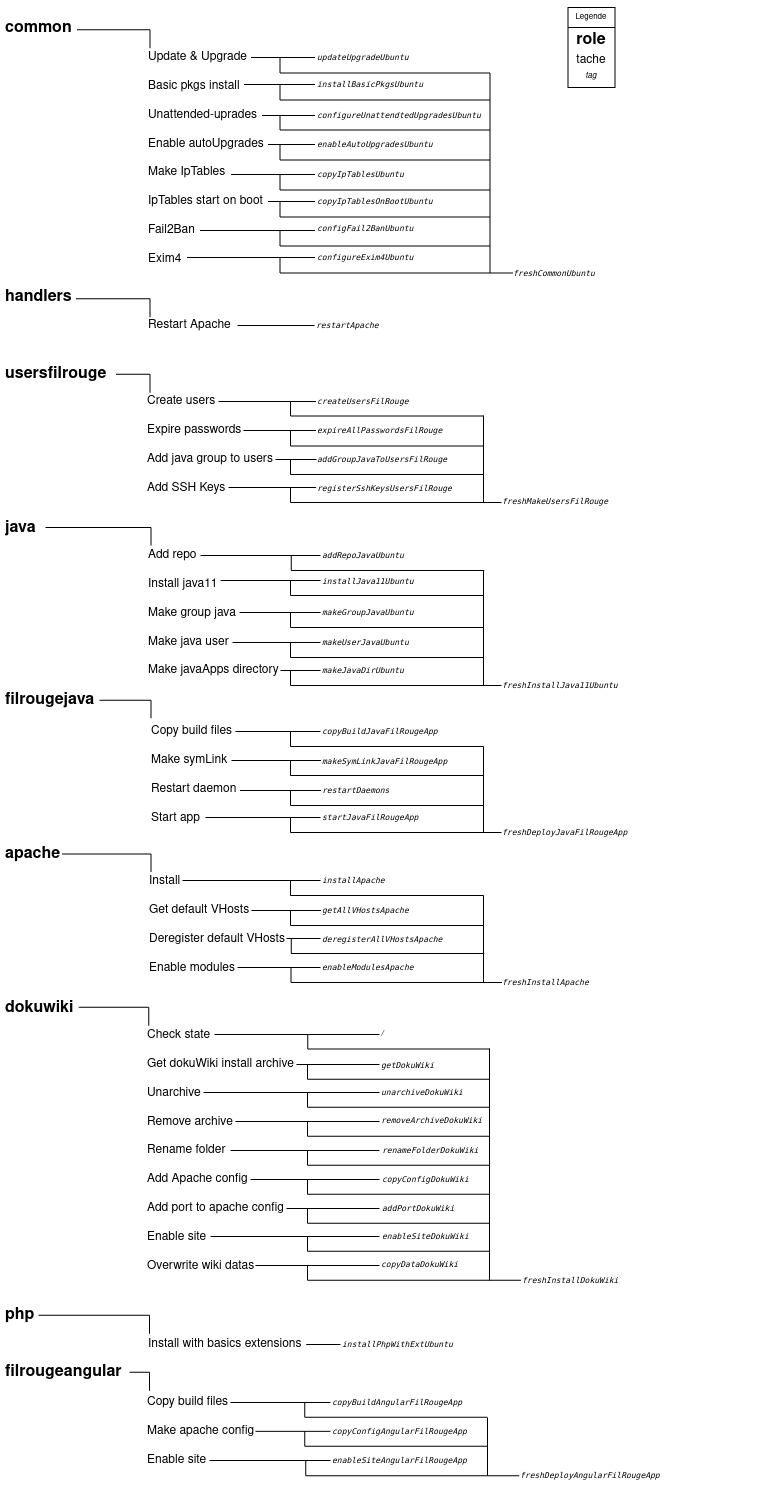 common
Legende
role
tache
tag
Update & Upgrade updateUpgradeUbuntu
Basic pkgs install installBasicPkgsUbuntu
Unattended-uprades configureUnattendtedUpgradesUbuntu
Enable autoUpgrades enableAutoUpgradesUbuntu
Make IpTables copyIpTablesUbuntu
IpTables start on boot copyIpTablesOnBootUbuntu
Fail2Ban configFail2BanUbuntu
Exim4 configureExim4Ubuntu
freshCommonUbuntu
handlers
Restart Apache restartApache
usersfilrouge
Create users createUsersFilRouge
Expire passwords expireAllPasswordsFilRouge
Add java group to users addGroupJavaToUsersFilRouge
Add SSH Keys registerSshKeysUsersFilRouge
freshMakeUsersFilRouge
java
Add repo addRepoJavaUbuntu
Install java11 installJava11Ubuntu
Make group java makeGroupJavaUbuntu
Make java user makeUserJavaUbuntu
Make javaApps directory makeJavaDirUbuntu
freshInstallJava11Ubuntu
filrougejava
Copy build files copyBuildJavaFilRougeApp
Make symLink makeSymLinkJavaFilRougeApp
Restart daemon restartDaemons
Start app startJavaFilRougeApp
freshDeployJavaFilRougeApp
apache
Install installApache
Get default VHosts getAllVHostsApache
Deregister default VHosts deregisterAllVHostsApache
Enable modules enableModulesApache
freshInstallApache
dokuwiki
Check state /
Get dokuWiki install archive getDokuWiki
Unarchive unarchiveDokuWiki
Remove archive removeArchiveDokuWiki
Rename folder renameFolderDokuWiki
Add Apache config copyConfigDokuWiki
Add port to apache config addPortDokuWiki
Enable site enableSiteDokuWiki
Overwrite wiki datas copyDataDokuWiki
freshInstallDokuWiki
php
Install with basics extensions installPhpWithExtUbuntu
filrougeangular
Copy build files copyBuildAngularFilRougeApp
Make apache config copyConfigAngularFilRougeApp
Enable site enableSiteAngularFilRougeApp
freshDeployAngularFilRougeApp